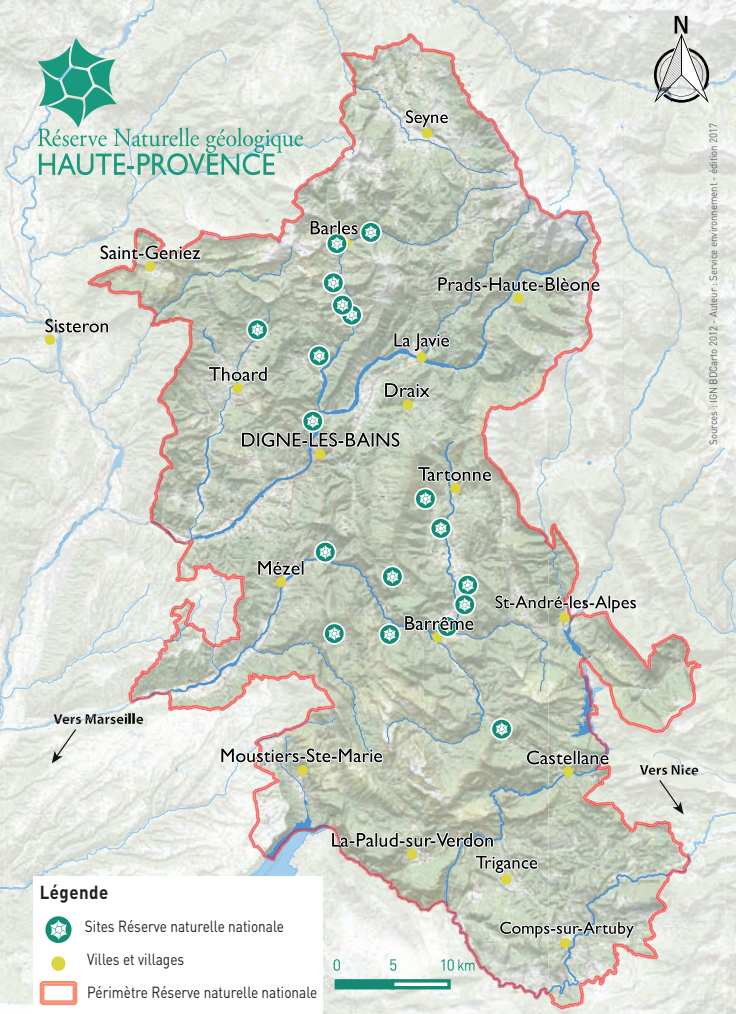 N
Réserve Naturelle géologique
HAUTE-PROVENCE
Seyne
Barles
Saint-Geniez
Prads-Haute-Blèone
Sisteron
La Javie
Thoard
Draix
DIGNE-LES-BAINS
Tartonne
Mézel
St-André-les-Alpes
Barrême
Vers Marseille
Moustiers-Ste-Marie
Castellane
Vers Nice
La-Palud-sur-Verdon
Trigance
Comps-sur-Artuby
Légende
Sites Réserve naturelle nationale
Villes et villages
Périmètre Réserve naturelle nationale
0 5 10 km
Sources : IGN BDCarto 2012 - Auteur : Service environnement - édition 2017